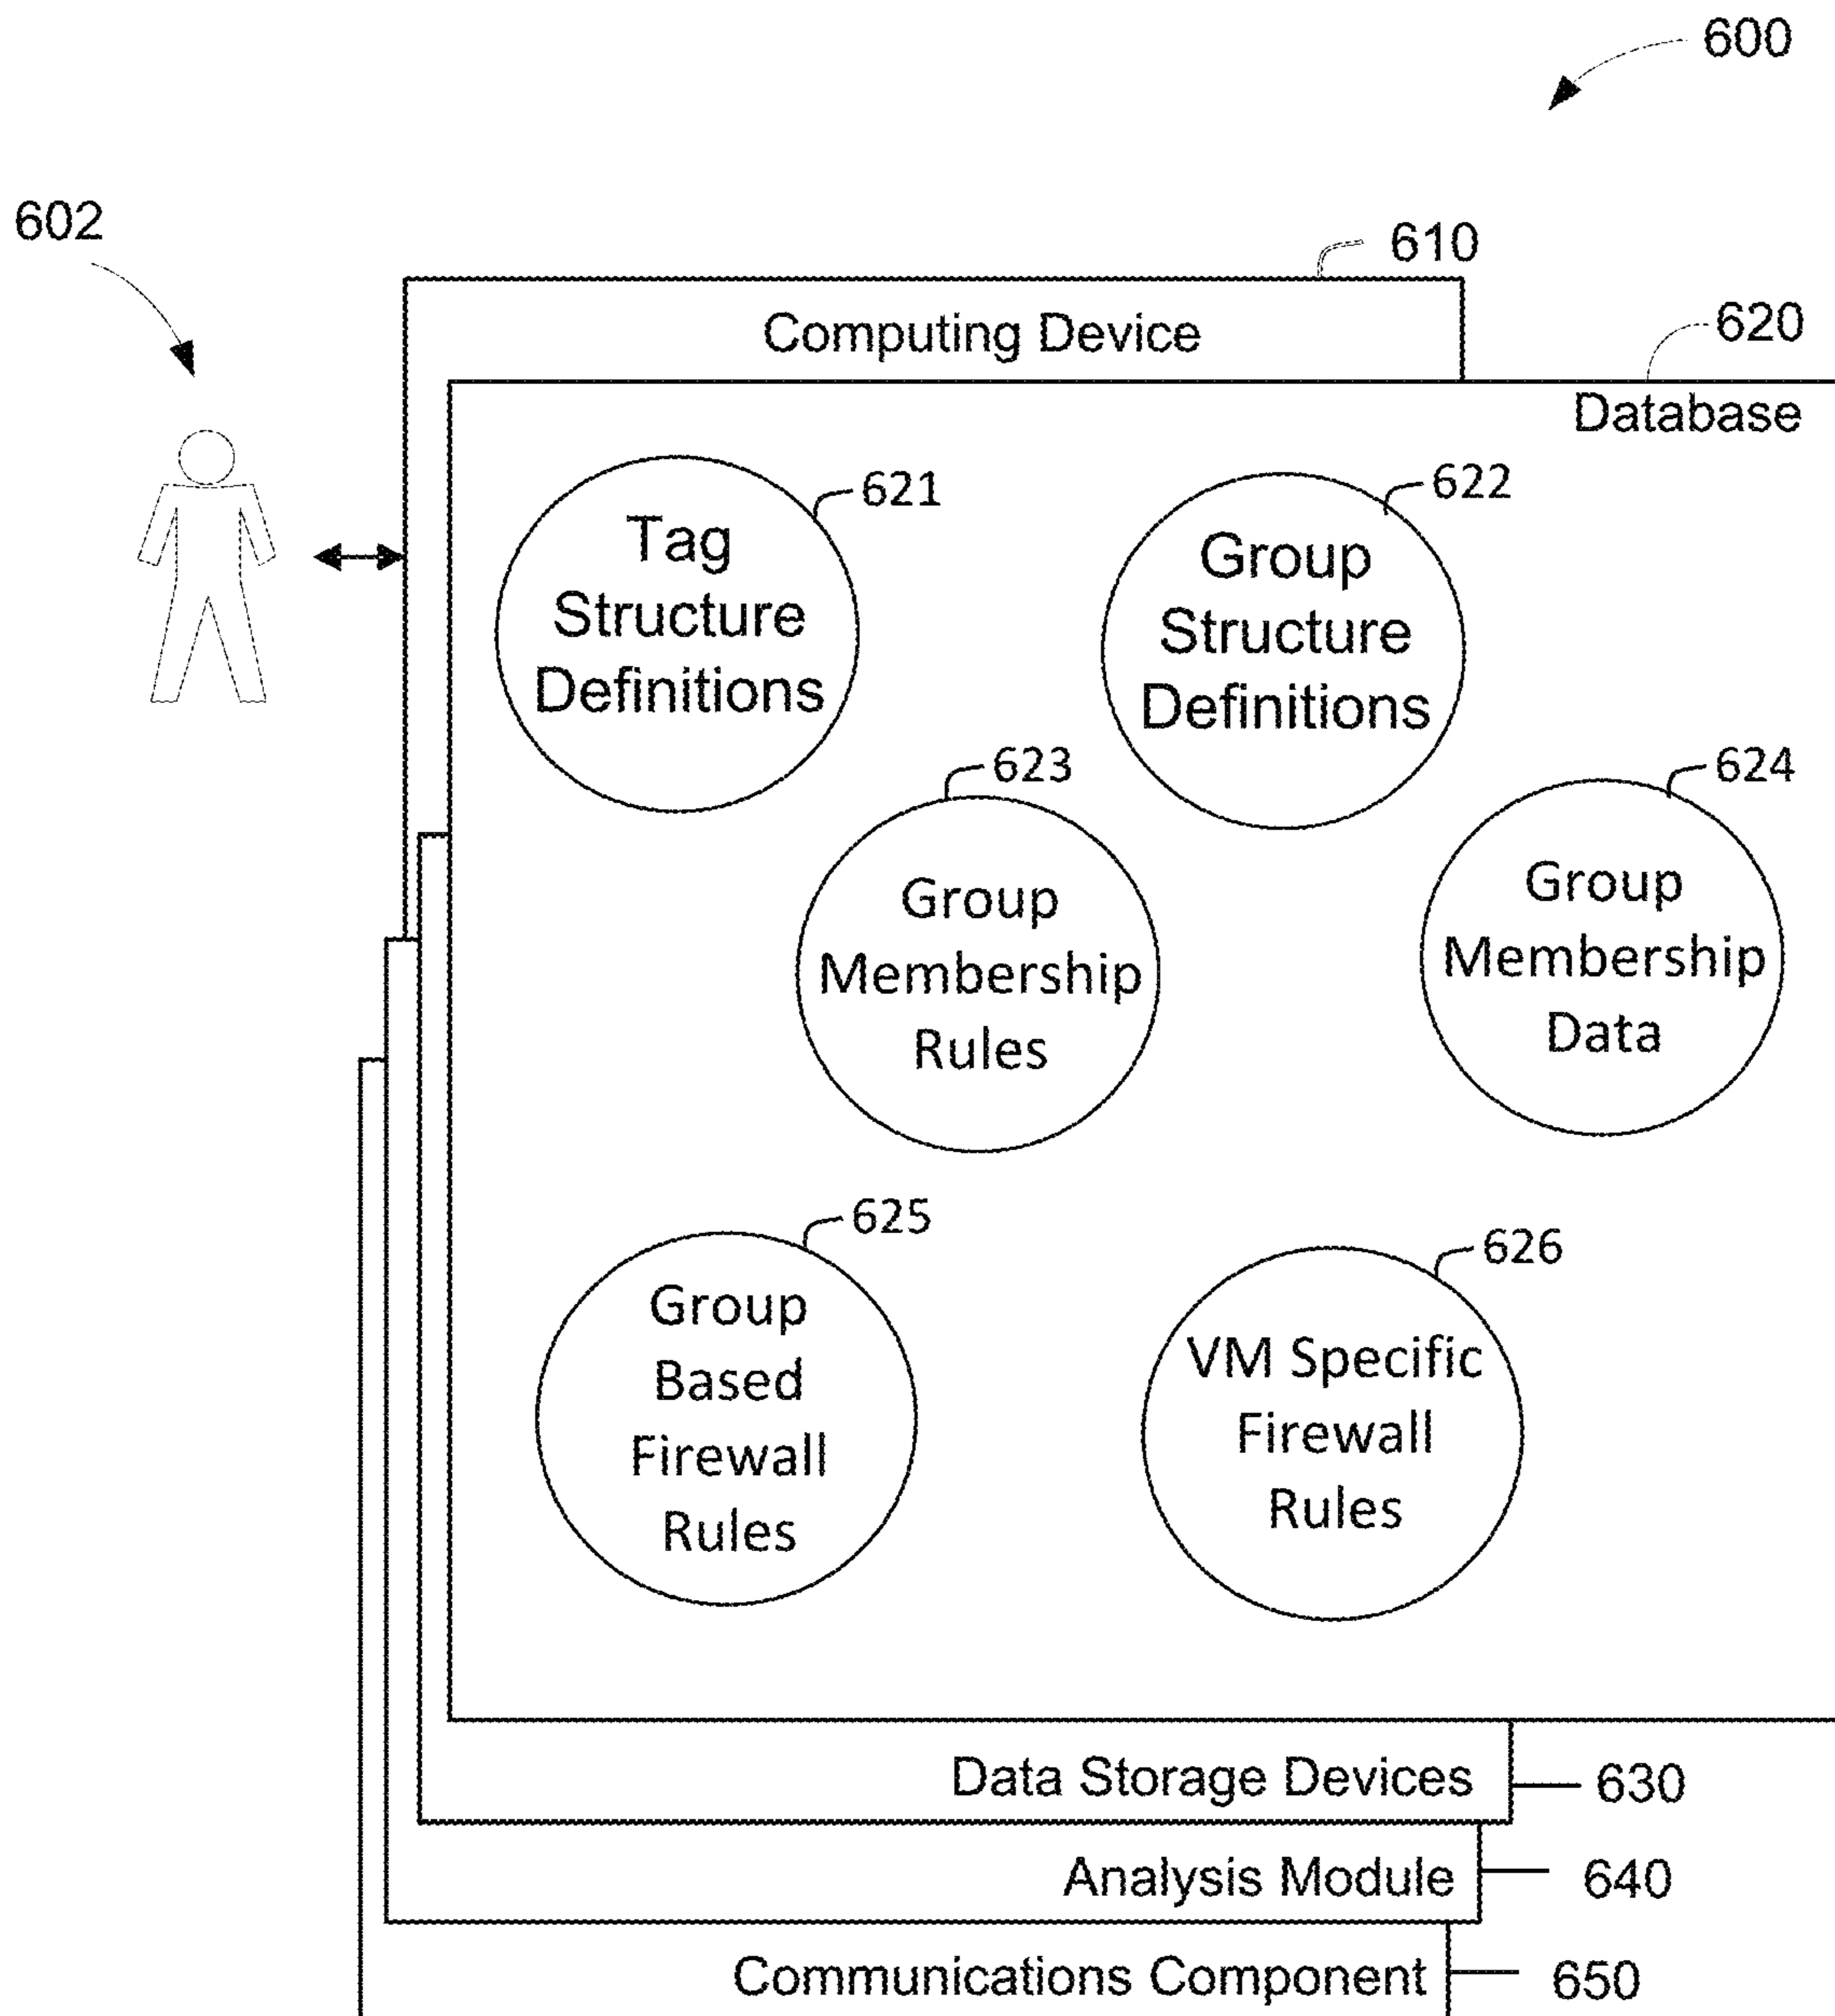 600
602
610
Computing Device
620
Database
621
Tag
Structure
Definitions
622
Group
Structure
Definitions
623
Group
Membership
Rules
624
Group
Membership
Data
625
Group
Based
Firewall
Rules
626
VM Specific
Firewall
Rules
Data Storage Devices
630
Analysis Module
640
Communications Component
650